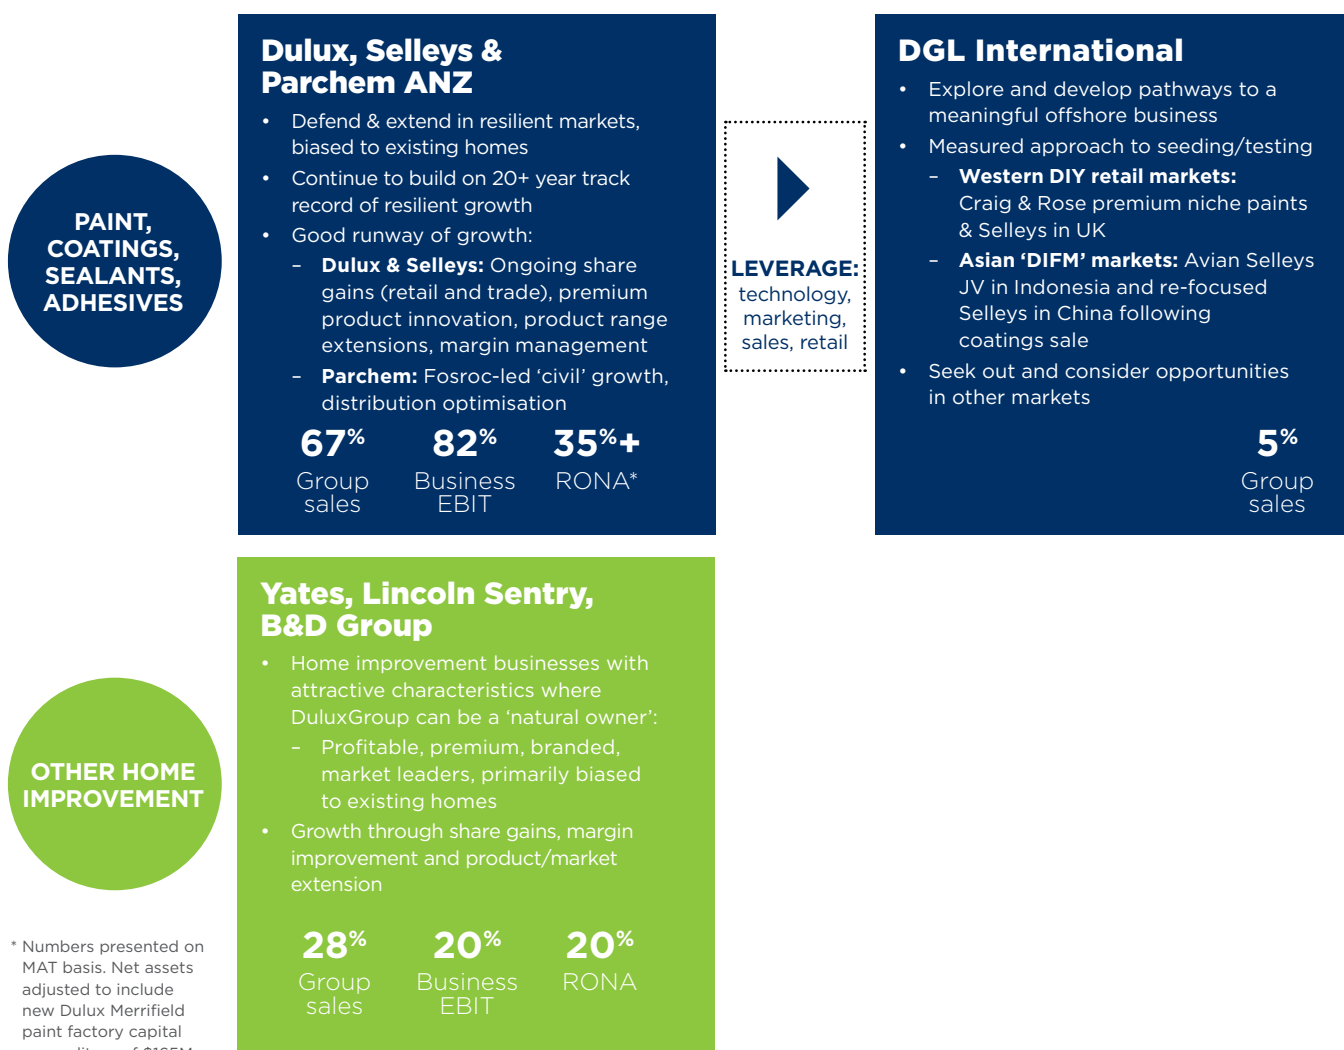 PAINT,
COATINGS,
SEALANTS,
ADHESIVES
Dulux, Selleys &
Parchem ANZ
• Defend & extend in resilient markets,
biased to existing homes
• Continue to build on 20+ year track
record of resilient growth
• Good runway of growth:
– Dulux & Selleys: Ongoing share
gains (retail and trade), premium
product innovation, product range
extensions, margin management
– Parchem: Fosroc-led ‘civil’ growth,
distribution optimisation
67% 82% 35%+
Group Business RONA*
sales EBIT
LEVERAGE:
technology,
marketing,
sales, retail
DGL International
• Explore and develop pathways to a
meaningful offshore business
• Measured approach to seeding/testing
– Western DIY retail markets:
Craig & Rose premium niche paints
& Selleys in UK
– Asian ‘DIFM’ markets: Avian Selleys
JV in Indonesia and re-focused
Selleys in China following
coatings sale
• Seek out and consider opportunities
in other markets
5%
Group
sales
OTHER HOME
IMPROVEMENT
Yates, Lincoln Sentry,
B&D Group
• Home improvement businesses with
attractive characteristics where
DuluxGroup can be a ‘natural owner’:
– Profitable, premium, branded,
market leaders, primarily biased
to existing homes
• Growth through share gains, margin
improvement and product/market
extension
28% 20% 20%
Group Business RONA
sales EBIT
* Numbers presented on
MAT basis. Net assets
adjusted to include
new Dulux Merrifield
paint factory capital